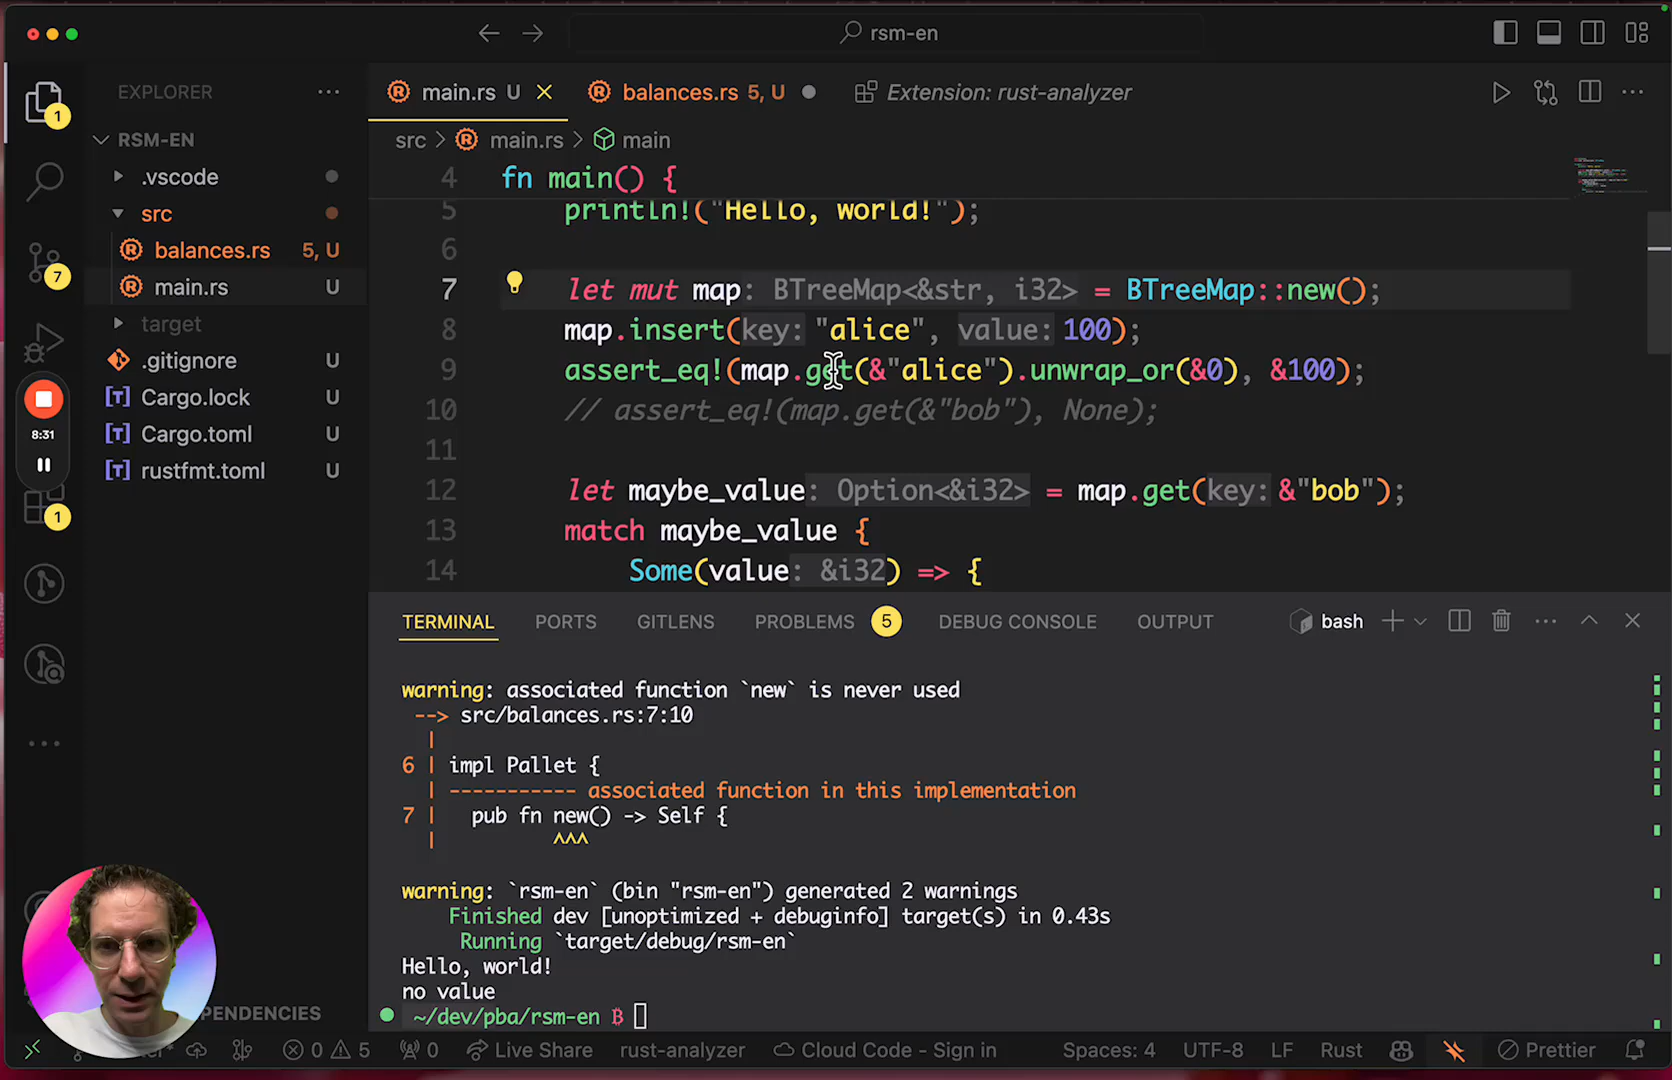 rsm-en
EXPLORER
main.rs U
balances.rs 5, U
Extension: rust-analyzer
1
RSM-EN
src > main.rs > main
.vscode
src
balances.rs 5, U
main.rs U
target
.gitignore U
Cargo.lock U
Cargo.toml U
rustfmt.toml U
7
8:31
1
4 fn main() {
5 println!("Hello, world!");
6
7 let mut map: BTreeMap<&str, i32> = BTreeMap::new();
8 map.insert(key: "alice", value: 100);
9 assert_eq!(map.get(&"alice").unwrap_or(&0), &100);
10 // assert_eq!(map.get(&"bob"), None);
11
12 let maybe_value: Option<&i32> = map.get(key: &"bob");
13 match maybe_value {
14 Some(value: &i32) => {
TERMINAL PORTS GITLENS PROBLEMS 5 DEBUG CONSOLE OUTPUT bash
warning: associated function `new` is never used
--> src/balances.rs:7:10
|
6 | impl Pallet {
| ----------- associated function in this implementation
7 | pub fn new() -> Self {
| ^^^
warning: `rsm-en` (bin "rsm-en") generated 2 warnings
Finished dev [unoptimized + debuginfo] target(s) in 0.43s
Running `target/debug/rsm-en`
Hello, world!
no value
~/dev/pba/rsm-en ₿
PENDENCIES
0 5 0 Live Share rust-analyzer Cloud Code - Sign in Spaces: 4 UTF-8 LF Rust Prettier